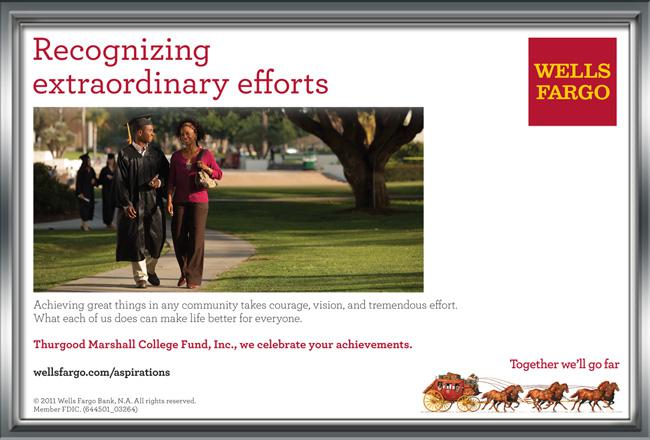 Recognizing
extraordinary efforts
WELLS
FARGO
Achieving great things in any community takes courage, vision, and tremendous effort.
What each of us does can make life better for everyone.
Thurgood Marshall College Fund, Inc., we celebrate your achievements.
wellsfargo.com/aspirations
Together we'll go far
© 2011 Wells Fargo Bank, N.A. All rights reserved.
Member FDIC. (644501_03264)